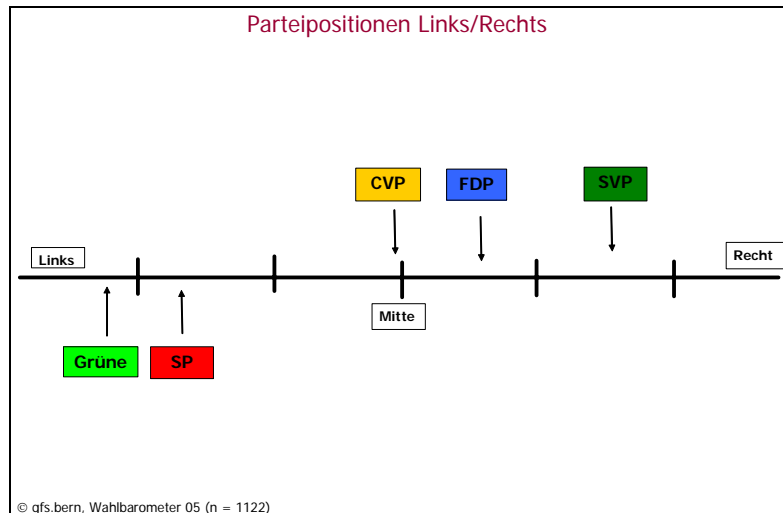 Parteipositionen Links/Rechts
CVP
FDP
SVP
Links
Recht
Mitte
Grüne
SP
© gfs.bern, Wahlbarometer 05 (n = 1122)